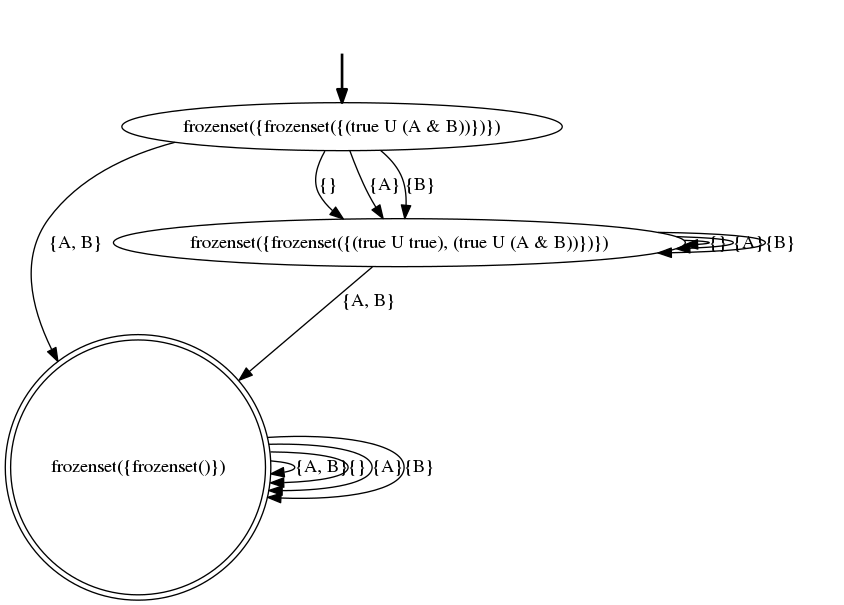 frozenset({frozenset({(true U (A & B))})})
{}
{A}
{B}
{A, B}
frozenset({frozenset({(true U true), (true U (A & B))})})
{}
{A}
{B}
{A, B}
frozenset({frozenset()})
{A, B}
{}
{A}
{B}